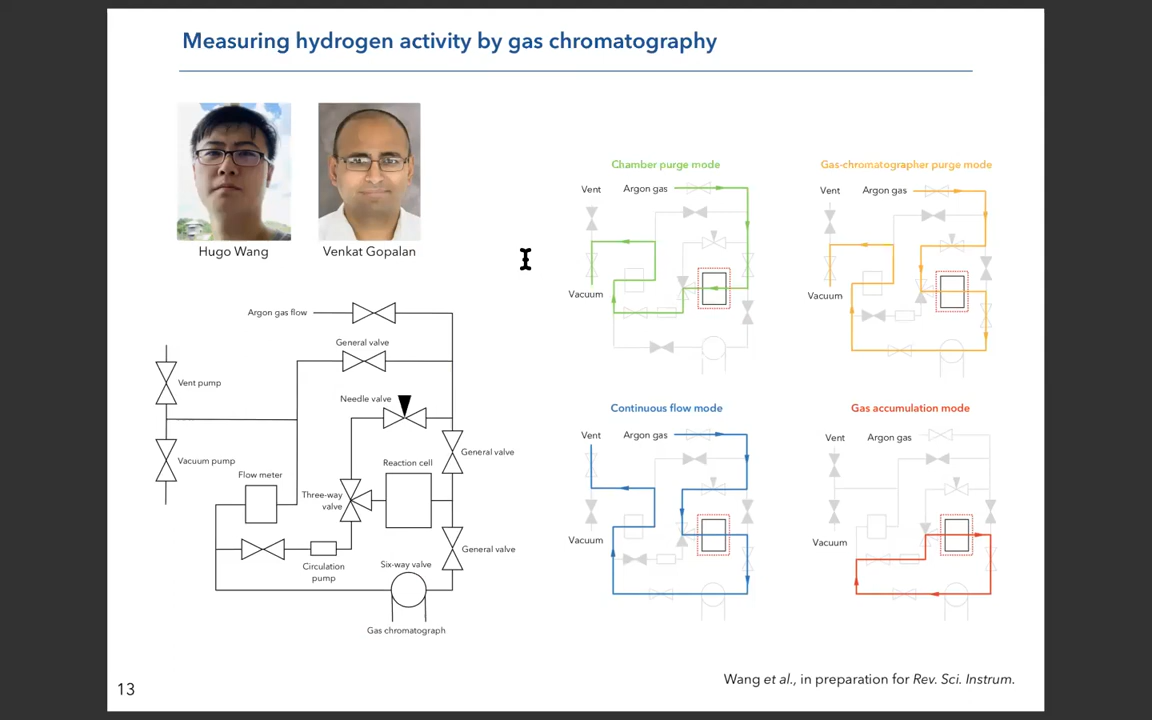 Measuring hydrogen activity by gas chromatography
Hugo Wang
Venkat Gopalan
Argon gas flow
General valve
Vent pump
Needle valve
Vacuum pump
General valve
Flow meter
Reaction cell
Three-way
valve
Circulation
pump
General valve
Six-way valve
Gas chromatograph
Chamber purge mode
Vent
Argon gas
Vacuum
Gas-chromatographer purge mode
Vent
Argon gas
Vacuum
Continuous flow mode
Vent
Argon gas
Vacuum
Gas accumulation mode
Vent
Argon gas
Vacuum
13
Wang et al., in preparation for Rev. Sci. Instrum.